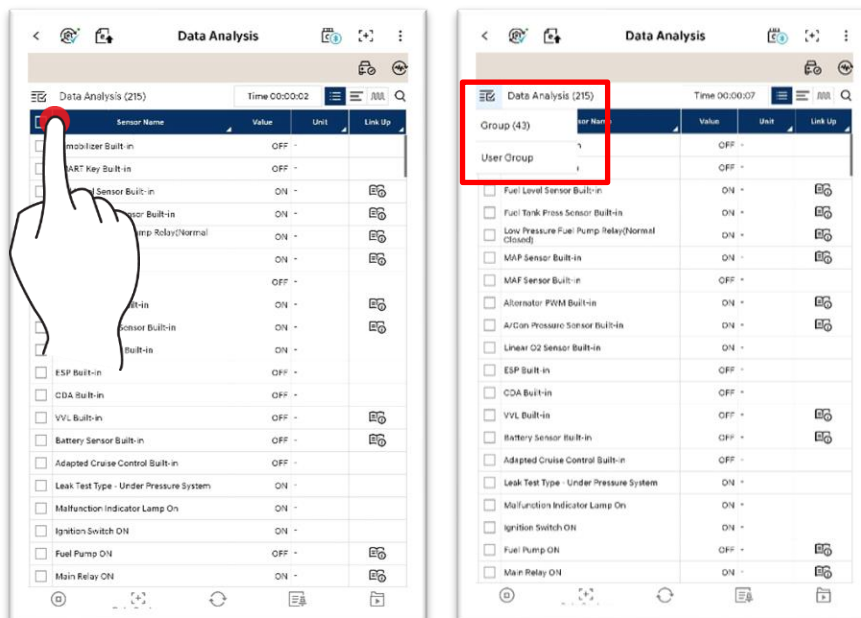 Data Analysis
Data Analysis (215)
Time 00:00:02
Sensor Name
Value
Unit
Link Up
mobilizer Built-in
OFF -
ART Key Built-in
OFF -
Sensor Built-in
ON -
Built-in
ON -
Relay(Normal
ON -
ON -
OFF -
ilt-in
ON -
Sensor Built-in
ON -
Built-in
ON -
ESP Built-in
OFF -
CDA Built-in
OFF -
VVL Built-in
OFF -
Battery Sensor Built-in
OFF -
Adapted Cruise Control Built-in
OFF -
Leak Test Type - Under Pressure System
ON -
Malfunction Indicator Lamp On
ON -
Ignition Switch ON
ON -
Fuel Pump ON
OFF -
Main Relay ON
ON -
Data Analysis
Data Analysis (215)
Time 00:00:07
Group (43)
User Group
Value
Unit
Link Up
OFF -
OFF -
Fuel Level Sensor Built-in
ON -
Fuel Tank Press Sensor Built-in
ON -
Low Pressure Fuel Pump Relay(Normal
Closed)
ON -
MAP Sensor Built-in
ON -
MAF Sensor Built-in
OFF -
Alternator PWM Built-in
ON -
A/Con Pressure Sensor Built-in
ON -
Linear O2 Sensor Built-in
ON -
ESP Built-in
OFF -
CDA Built-in
OFF -
VVL Built-in
OFF -
Battery Sensor Built-in
OFF -
Adapted Cruise Control Built-in
OFF -
Leak Test Type - Under Pressure System
ON -
Malfunction Indicator Lamp On
ON -
Ignition Switch ON
ON -
Fuel Pump ON
OFF -
Main Relay ON
ON -